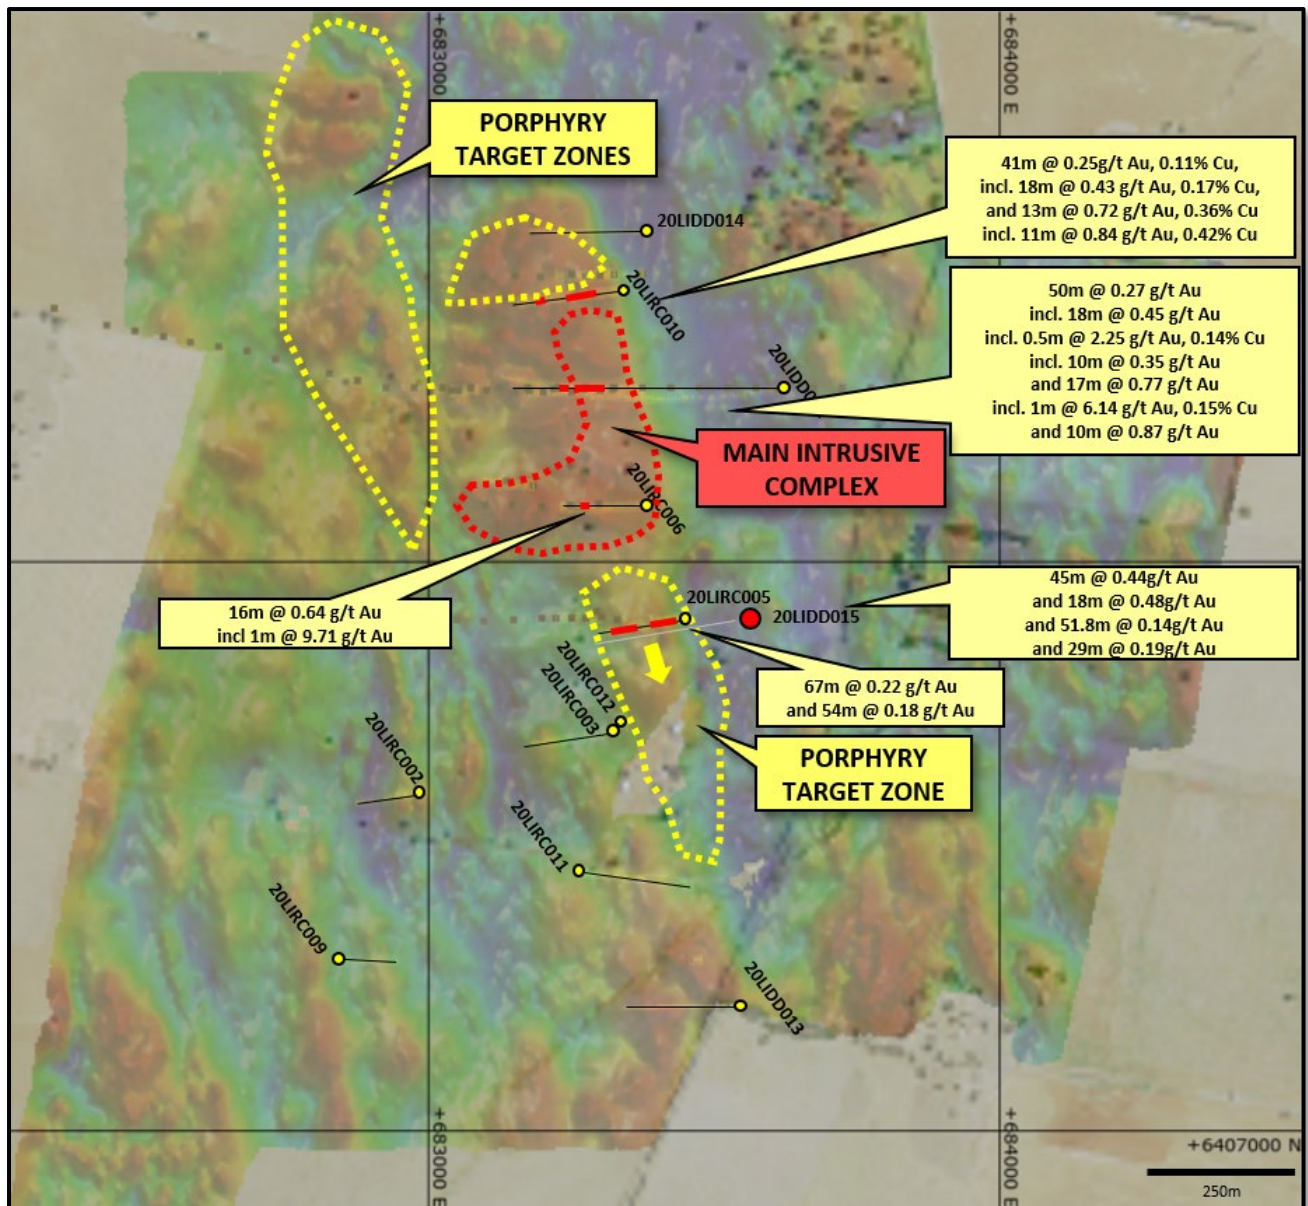 +683000
+684000 E
PORPHYRY
TARGET ZONES
41m @ 0.25g/t Au, 0.11% Cu,
incl. 18m @ 0.43 g/t Au, 0.17% Cu,
and 13m @ 0.72 g/t Au, 0.36% Cu
incl. 11m @ 0.84 g/t Au, 0.42% Cu
20LIDD014
20LIRC010
50m @ 0.27 g/t Au
incl. 18m @ 0.45 g/t Au
incl. 0.5m @ 2.25 g/t Au, 0.14% Cu
incl. 10m @ 0.35 g/t Au
and 17m @ 0.77 g/t Au
incl. 1m @ 6.14 g/t Au, 0.15% Cu
and 10m @ 0.87 g/t Au
MAIN INTRUSIVE
COMPLEX
20LIRC006
16m @ 0.64 g/t Au
incl 1m @ 9.71 g/t Au
20LIRC005
20LIDD015
45m @ 0.44g/t Au
and 18m @ 0.48g/t Au
and 51.8m @ 0.14g/t Au
and 29m @ 0.19g/t Au
67m @ 0.22 g/t Au
and 54m @ 0.18 g/t Au
20LIRC012
20LIRC003
20LIRC002
PORPHYRY
TARGET ZONE
20LIRC011
20LIRC009
20LIDD013
+683000 E
+684000 E
+6407000 N
250m